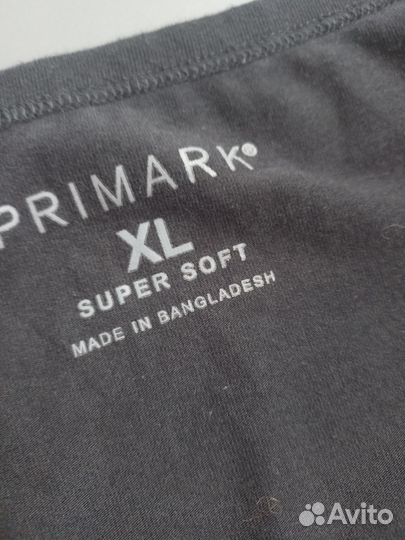 PRIMARK®
XL
SUPER SOFT
MADE IN BANGLADESH
Avito